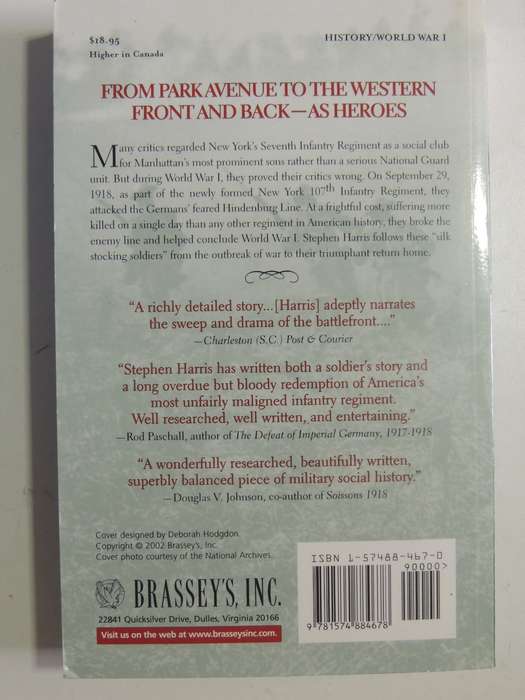 $18.95
HISTORY/WORLD WAR I
Higher in Canada
FROM PARK AVENUE TO THE WESTERN
FRONT AND BACK—AS HEROES
Many critics regarded New York's Seventh Infantry Regiment as a social club
for Manhattan's most prominent sons rather than a serious National Guard
unit. But during World War I, they proved their critics wrong. On September 29,
1918, as part of the newly formed New York 107th Infantry Regiment, they
attacked the Germans' feared Hindenburg Line. At a frightful cost, suffering more
killed on a single day than any other regiment in American history, they broke the
enemy line and helped conclude World War I. Stephen Harris follows these "silk
stocking soldiers" from the outbreak of war to their triumphant return home.
"A richly detailed story...[Harris] adeptly narrates
the sweep and drama of the battlefront...."
—Charleston (S.C.) Post & Courier
"Stephen Harris has written both a soldier's story and
a long overdue but bloody redemption of America's
most unfairly maligned infantry regiment.
Well researched, well written, and entertaining."
—Rod Paschall, author of The Defeat of Imperial Germany, 1917-1918
"A wonderfully researched, beautifully written,
superbly balanced piece of military social history."
—Douglas V. Johnson, co-author of Soissons 1918
Cover designed by Deborah Hodgdon.
Copyright © 2002 Brassey's, Inc.
Cover photo courtesy of the National Archives.
BRASSEY'S, INC.
22841 Quicksilver Drive, Dulles, Virginia 20166
Visit us on the web at www.brasseysinc.com.
ISBN 1-57488-467-0
90000>
9 781574 884678